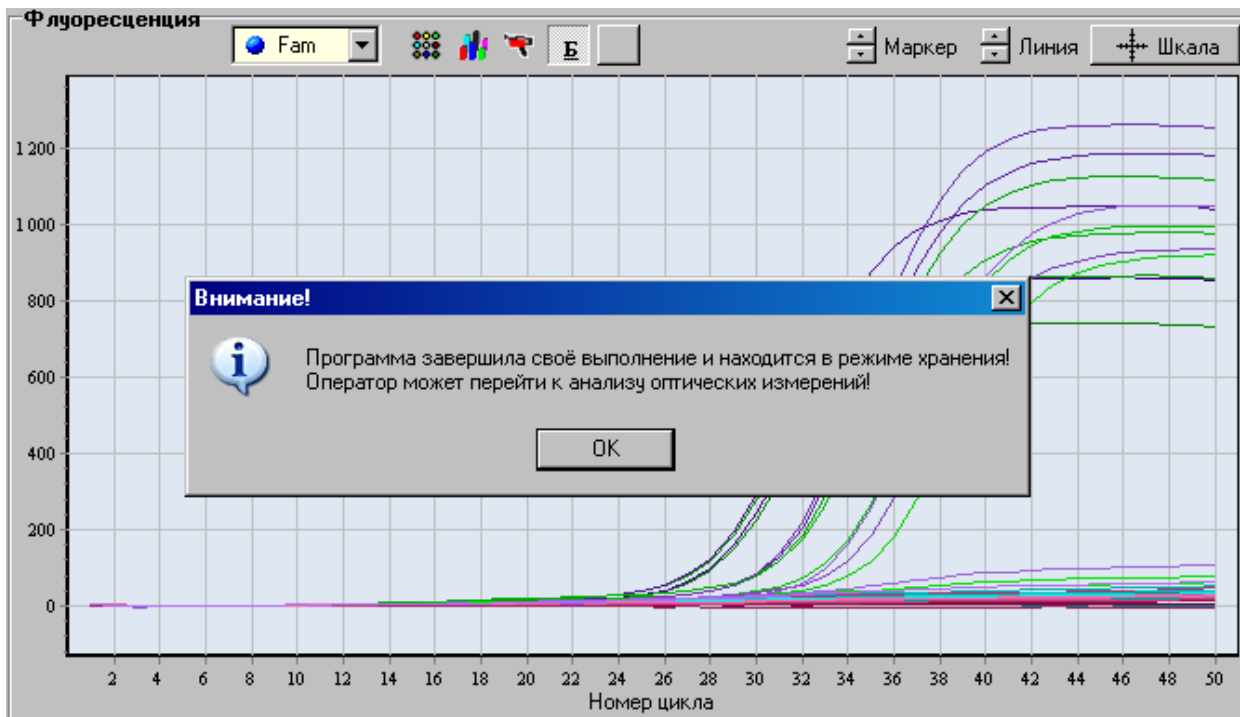 Флуоресценция
Fam
Б
Маркер
Линия
Шкала
1 200
1 000
800
600
400
200
0
Внимание!
Программа завершила своё выполнение и находится в режиме хранения!
Оператор может перейти к анализу оптических измерений!
OK
2 4 6 8 10 12 14 16 18 20 22 24 26 28 30 32 34 36 38 40 42 44 46 48 50
Номер цикла